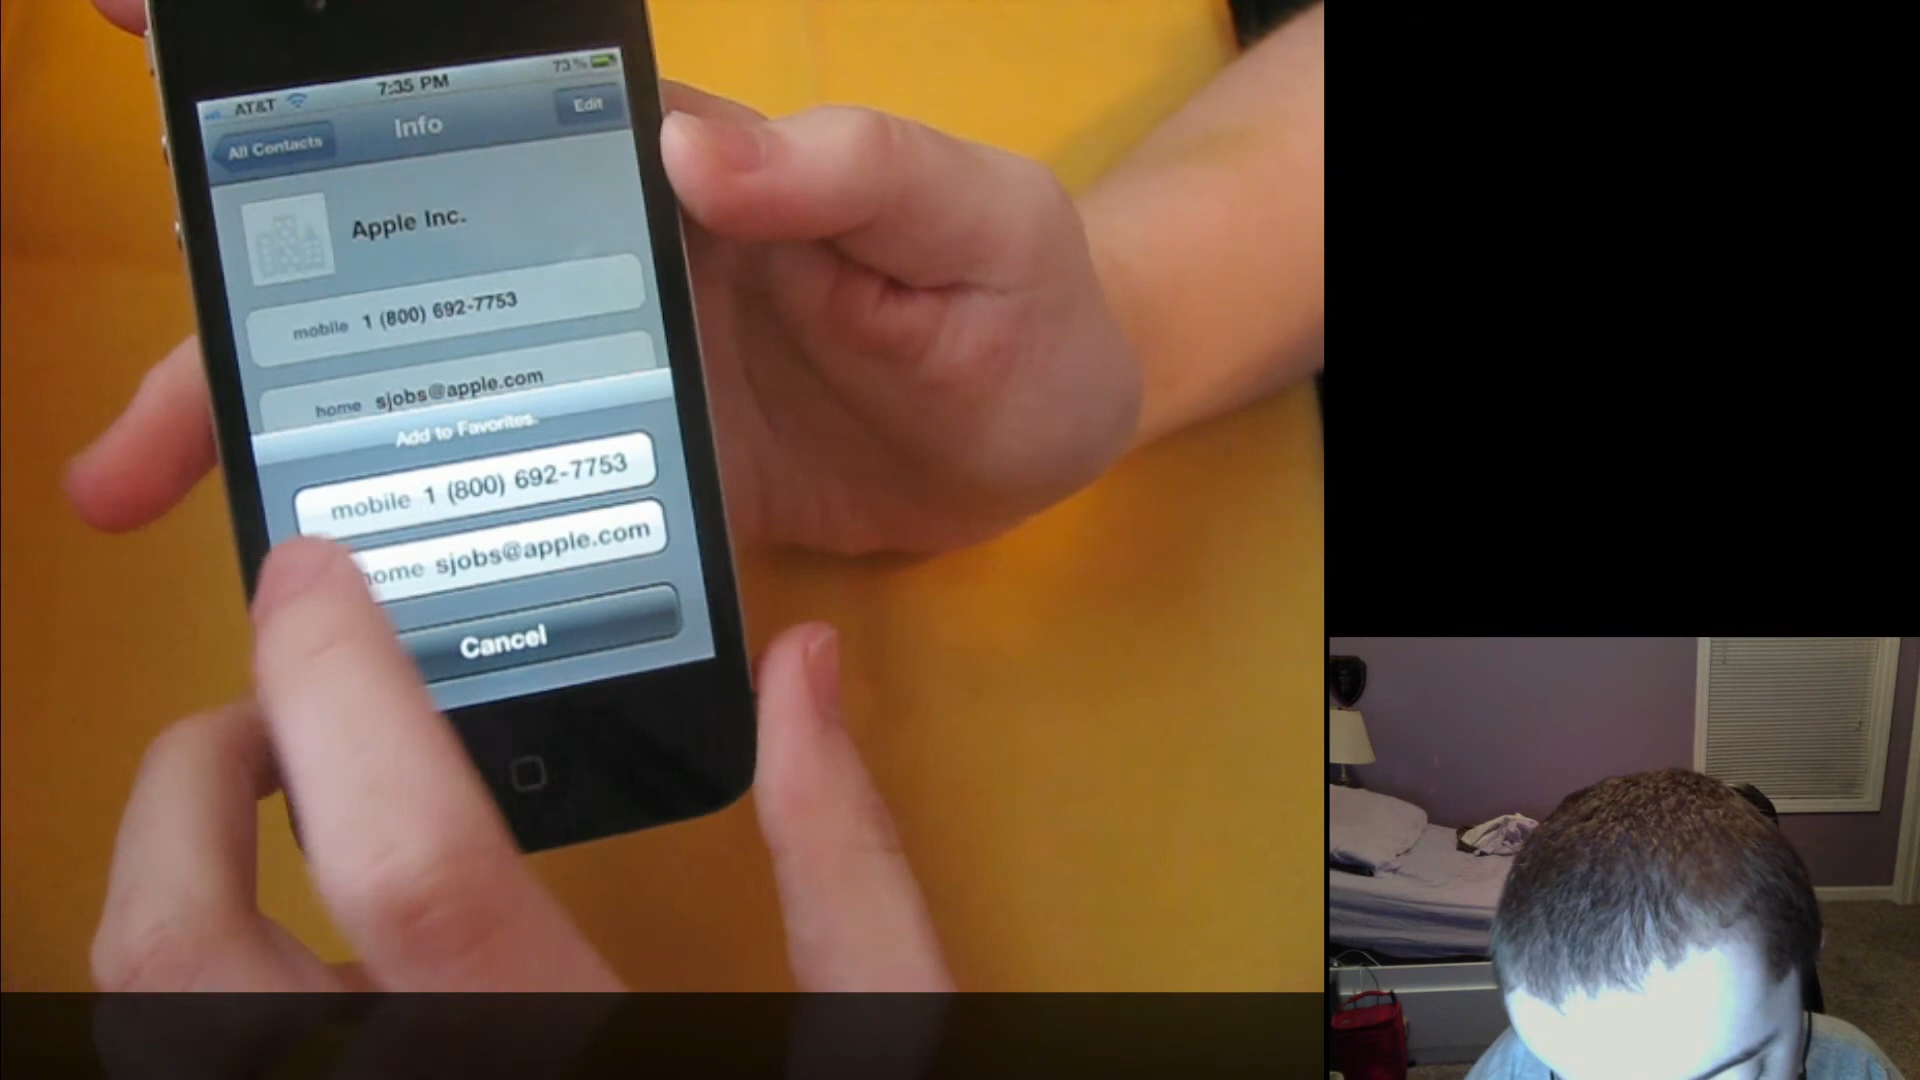 AT&T 7:35 PM 73%
All Contacts Info Edit
Apple Inc.
mobile 1 (800) 692-7753
home sjobs@apple.com
Add to Favorites.
mobile 1 (800) 692-7753
home sjobs@apple.com
Cancel